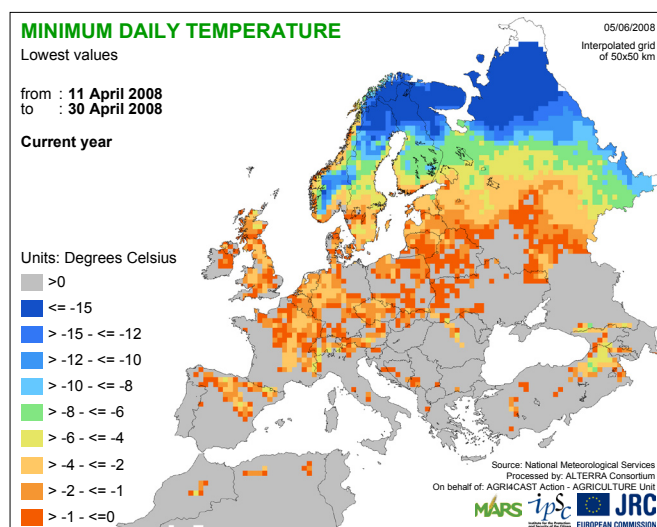 MINIMUM DAILY TEMPERATURE
05/06/2008
Lowest values
Interpolated grid
of 50x50 km
from : 11 April 2008
to : 30 April 2008
Current year
Units: Degrees Celsius
>0
<= -15
> -15 - <= -12
> -12 - <= -10
> -10 - <= -8
> -8 - <= -6
> -6 - <= -4
> -4 - <= -2
> -2 - <= -1
> -1 - <=0
Source: National Meteorological Services
Processed by: ALTERRA Consortium
On behalf of: AGRI4CAST Action - AGRICULTURE Unit
MARS ipsc JRC
EUROPEAN COMMISSION